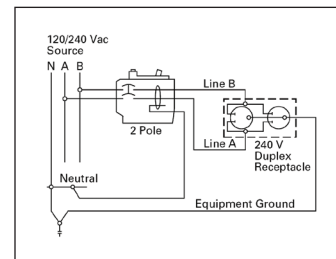 120/240 Vac
Source
N A B
Line B
2 Pole
Line A
240 V
Duplex
Receptacle
Neutral
Equipment Ground